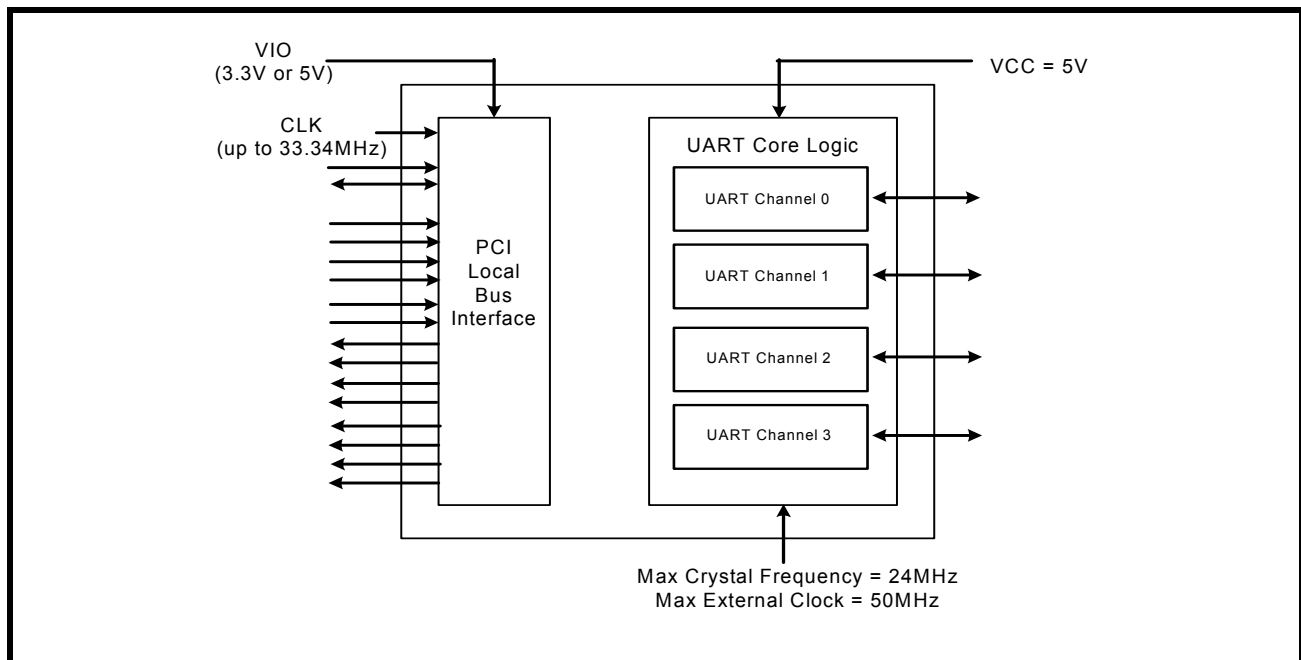 VIO
(3.3V or 5V)
VCC = 5V
CLK
(up to 33.34MHz)
UART Core Logic
UART Channel 0
UART Channel 1
PCI
Local
Bus
Interface
UART Channel 2
UART Channel 3
Max Crystal Frequency = 24MHz
Max External Clock = 50MHz